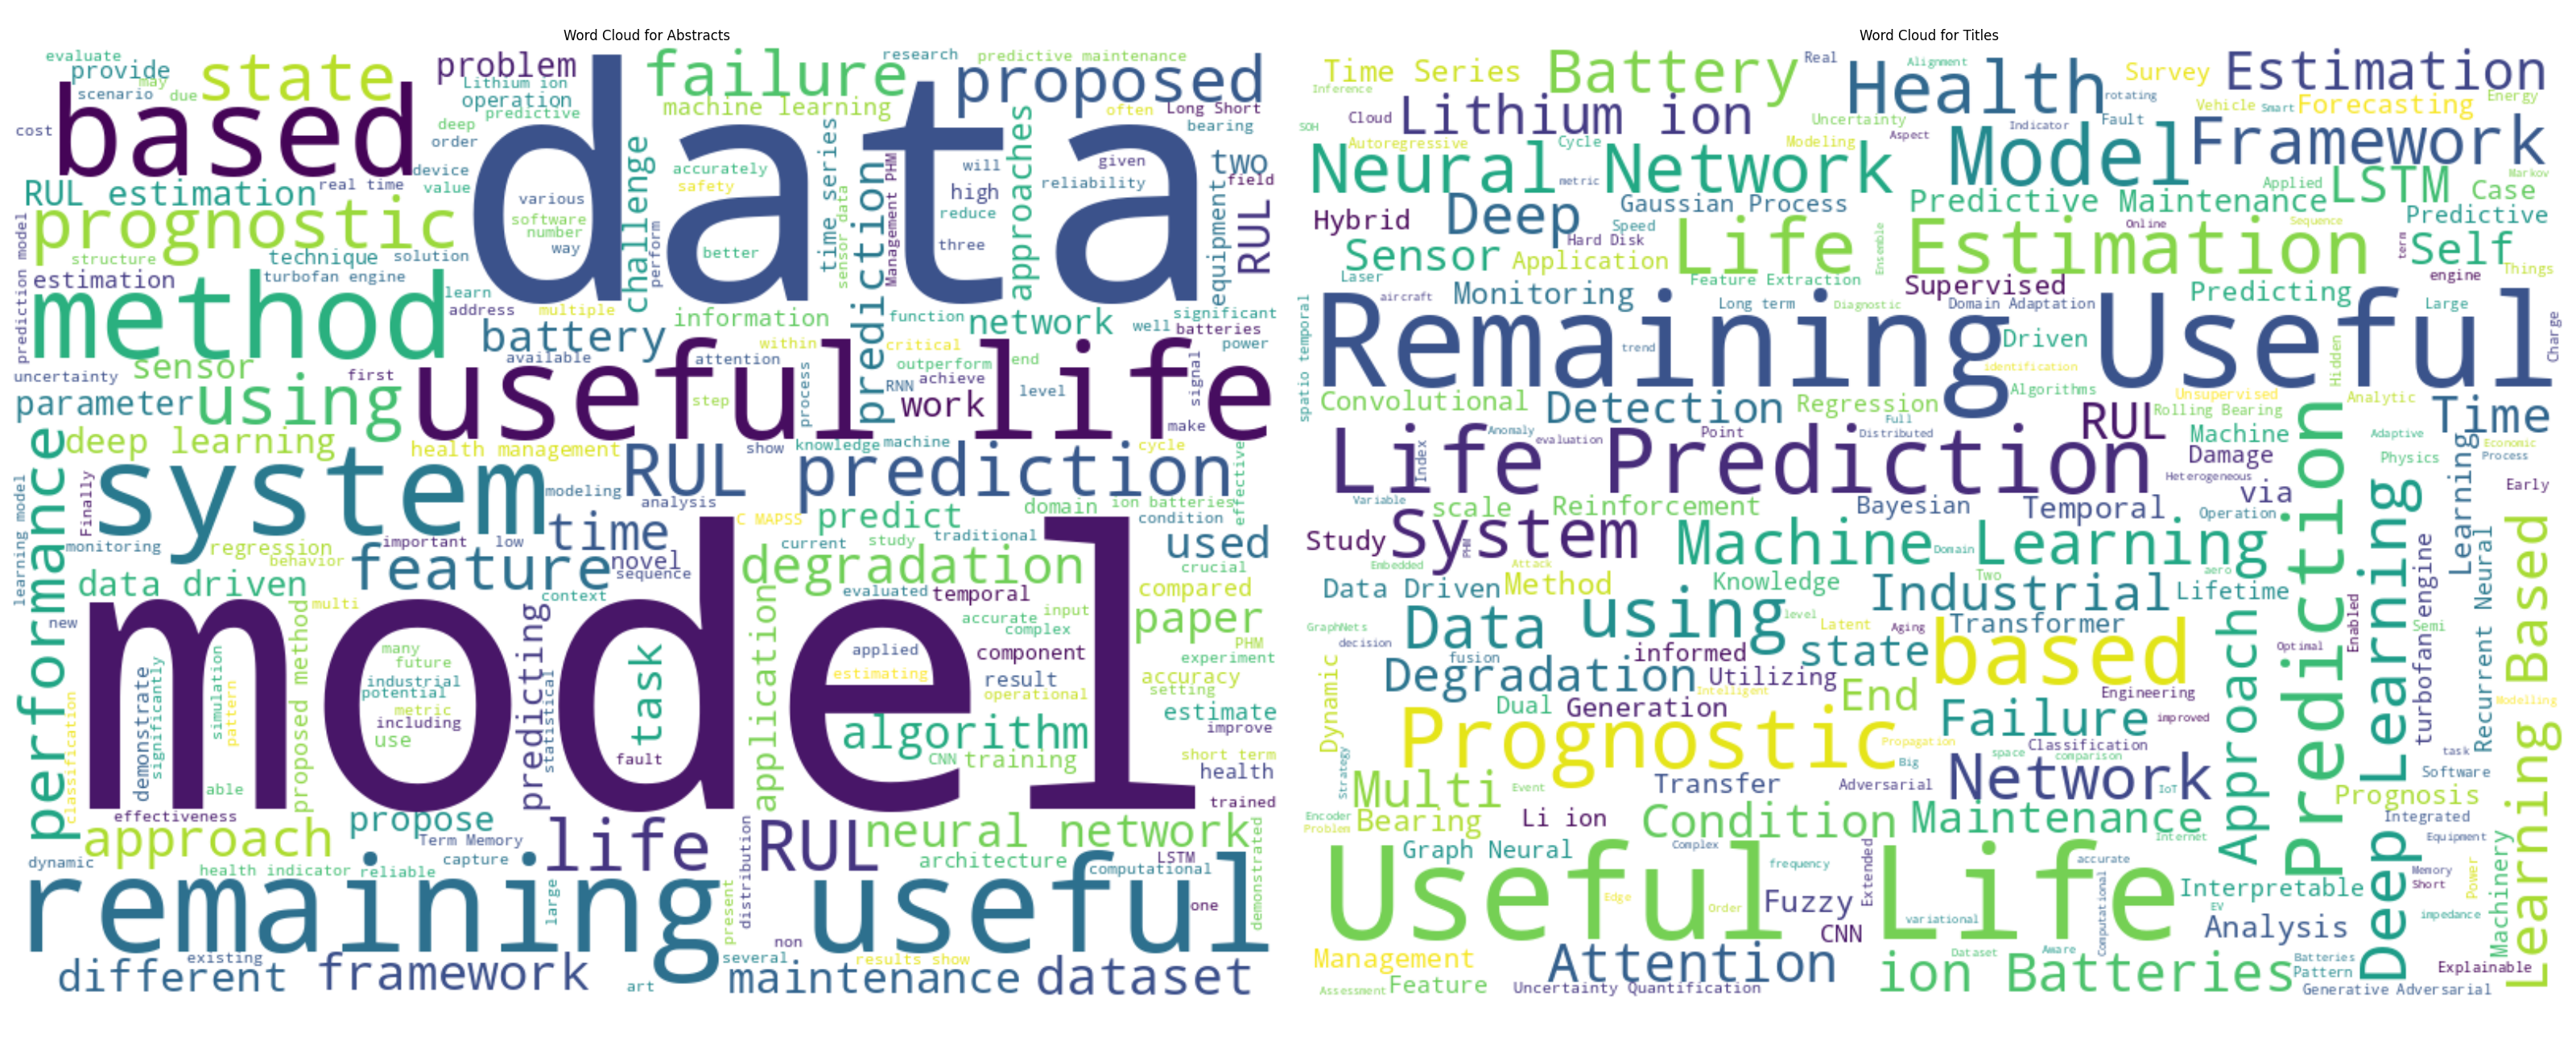 Word Cloud for Abstracts
evaluate
provide
may
scenario
due
state
problem
Lithium ion
operation
predictive
failure
machine learning
research
predictive maintenance
proposed
often
Long Short
bearing
cost
based
deep
order
device
value
data
challenge
accurately
safety
time series
approaches
will
high
reduce
three
given
reliability
two
field
RUL estimation
real time
various
software
number
way
perform
better
sensor data
prediction
Management PHM
equipment
RUL
prognostic
structure
technique
solution
turbofan engine
estimation
prediction model
method
learn
address
multiple
battery
available
information
attention
within
function
critical
outperform
end
network
well
significant
batteries
power
uncertainty
sensor
first
using
parameter
useful life
step
process
RNN
achieve
work
level
signal
make
deep learning
health management
RUL
show
knowledge
machine
prediction
cycle
effective
performance
system
modeling
analysis
Finally
learning model
monitoring
time
C MAPSS
predict
domain
ion batteries
condition
current
study
traditional
used
crucial
regression
behavior
important
low
feature
novel
sequence
degradation
data driven
context
evaluated
temporal
compared
multi
new
model
accurate
input
complex
paper
PHM
many
future
industrial
potential
metric
including
use
predicting
statistical
task
fault
application
applied
estimating
component
result
operational
experiment
accuracy
setting
estimate
improve
classification
demonstrate
significantly
simulation
pattern
able
proposed method
algorithm
CNN
training
short term
health
trained
effectiveness
approach
propose
Term Memory
capture
life
RUL
neural network
architecture
LSTM
computational
demonstrated
dynamic
health indicator
reliable
remaining useful
large
present
distribution
one
non
existing
different
framework
art
several
maintenance
results show
dataset
Word Cloud for Titles
Time Series
Inference
Battery
Real
Health
Alignment
rotating
Survey
Estimation
Vehicle
Smart
Forecasting
Energy
Cloud
Lithium ion
SOH
Autoregressive
Cycle
Uncertainty
Modeling
Aspect
Indicator
Fault
Model
Framework
Neural Network
metric
Markov
Applied
LSTM
Case
Hybrid
Deep
Gaussian Process
Speed
Hard Disk
Predictive Maintenance
Online
Sequence
Predictive
Sensor
Application
Life Estimation
Ensemble
term
Self
engine
Things
Laser
Feature Extraction
aircraft
Monitoring
Long term
Supervised
Diagnostic
Domain Adaptation
Predicting
Large
spatio temporal
Remaining Useful
trend
Driven
identification
Hidden
Charge
Convolutional
Detection
Regression
Algorithms
Full
Unsupervised
Rolling Bearing
Analytic
Time
Life Prediction
Anomaly
evaluation
Index
Point
Distributed
RUL
Machine
Damage
Adaptive
Economic
Process
Physics
Heterogeneous
Variable
scale
Reinforcement
Bayesian
Temporal
via
Operation
Early
Study
System
PHM
Machine Learning
Domain
Prediction
Learning
Embedded
Attack
Data Driven
Method
Knowledge
Two
aero
Industrial
Lifetime
GraphNets
decision
Data
using
level
Latent
Aging
Transformer
Enabled
turbofan engine
Semi
Recurrent Neural
Learning Based
fusion
informed
state
based
Approach
Optimal
Dynamic
Degradation
Utilizing
Intelligent
End
Engineering
Modelling
Dual
Generation
Failure
improved
Prognostic
Propagation
space
Classification
comparison
task
Strategy
Multi
Event
Transfer
Big
Adversarial
Network
IoT
Deep Learning
Software
Prognosis
Encoder
Problem
Bearing
Li ion
Condition
Maintenance
Internet
Integrated
Equipment
Machinery
Graph Neural
Complex
frequency
Extended
accurate
Memory
Short
Power
Useful Life
Edge
Order
Fuzzy
variational
Computational
Interpretable
EV
impedance
CNN
Analysis
Management
Attention
Dataset
Aware
ion Batteries
Batteries
Pattern
Explainable
Assessment
Feature
Uncertainty Quantification
Generative Adversarial